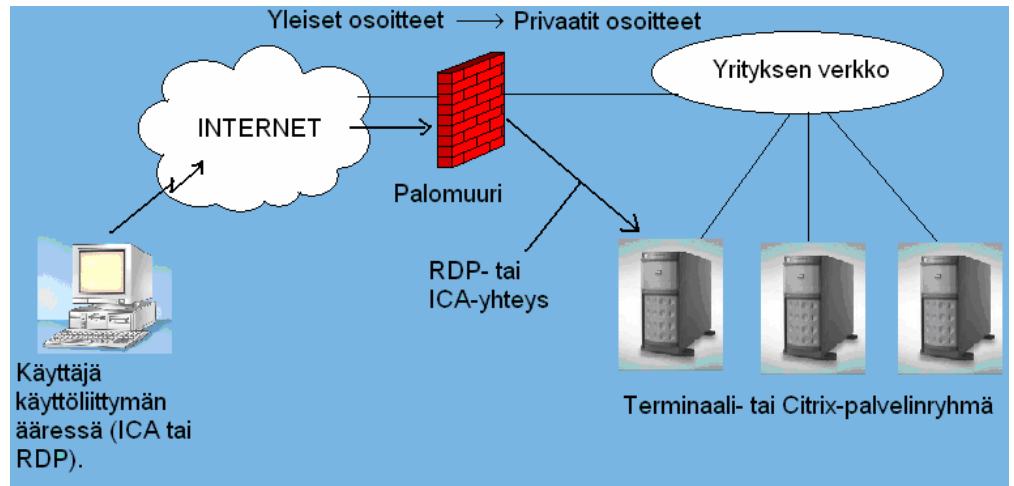 Yleiset osoitteet → Privaatit osoitteet
Yrityksen verkko
INTERNET
Palomuuri
RDP- tai
ICA-yhteys
Käyttäjä
käyttöliittymän
ääressä (ICA tai
RDP).
Terminaali- tai Citrix-palvelinryhmä